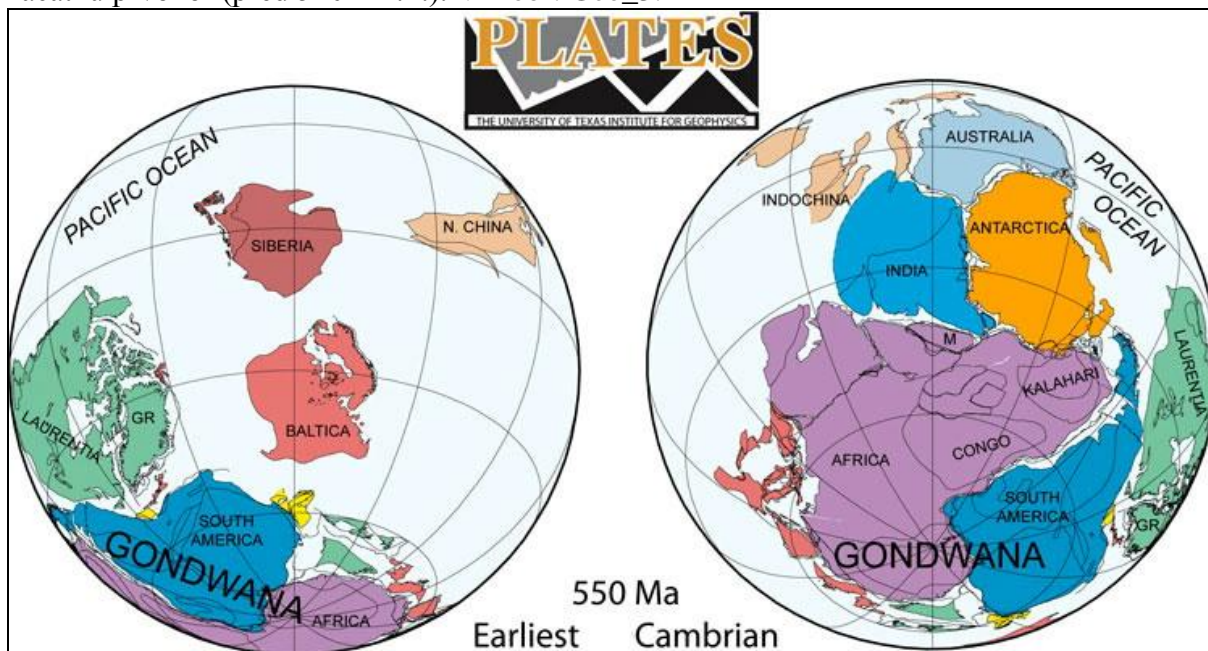 PLATES
THE UNIVERSITY OF TEXAS INSTITUTE FOR GEOPHYSICS
PACIFIC OCEAN
SIBERIA
N. CHINA
LAURENTIA
GR
BALTICA
SOUTH
AMERICA
GONDWANA
AFRICA
AUSTRALIA
PACIFIC
OCEAN
INDOCHINA
ANTARCTICA
INDIA
M
KALAHARI
LAURENTIA
CONGO
AFRICA
SOUTH
AMERICA
GR
GONDWANA
550 Ma
Earliest Cambrian